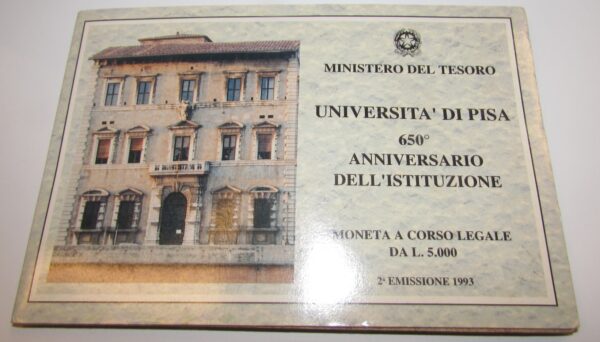 MINISTERO DEL TESORO
UNIVERSITA' DI PISA
650°
ANNIVERSARIO
DELL'ISTITUZIONE
MONETA A CORSO LEGALE
DA L. 5.000
2ª EMISSIONE 1993